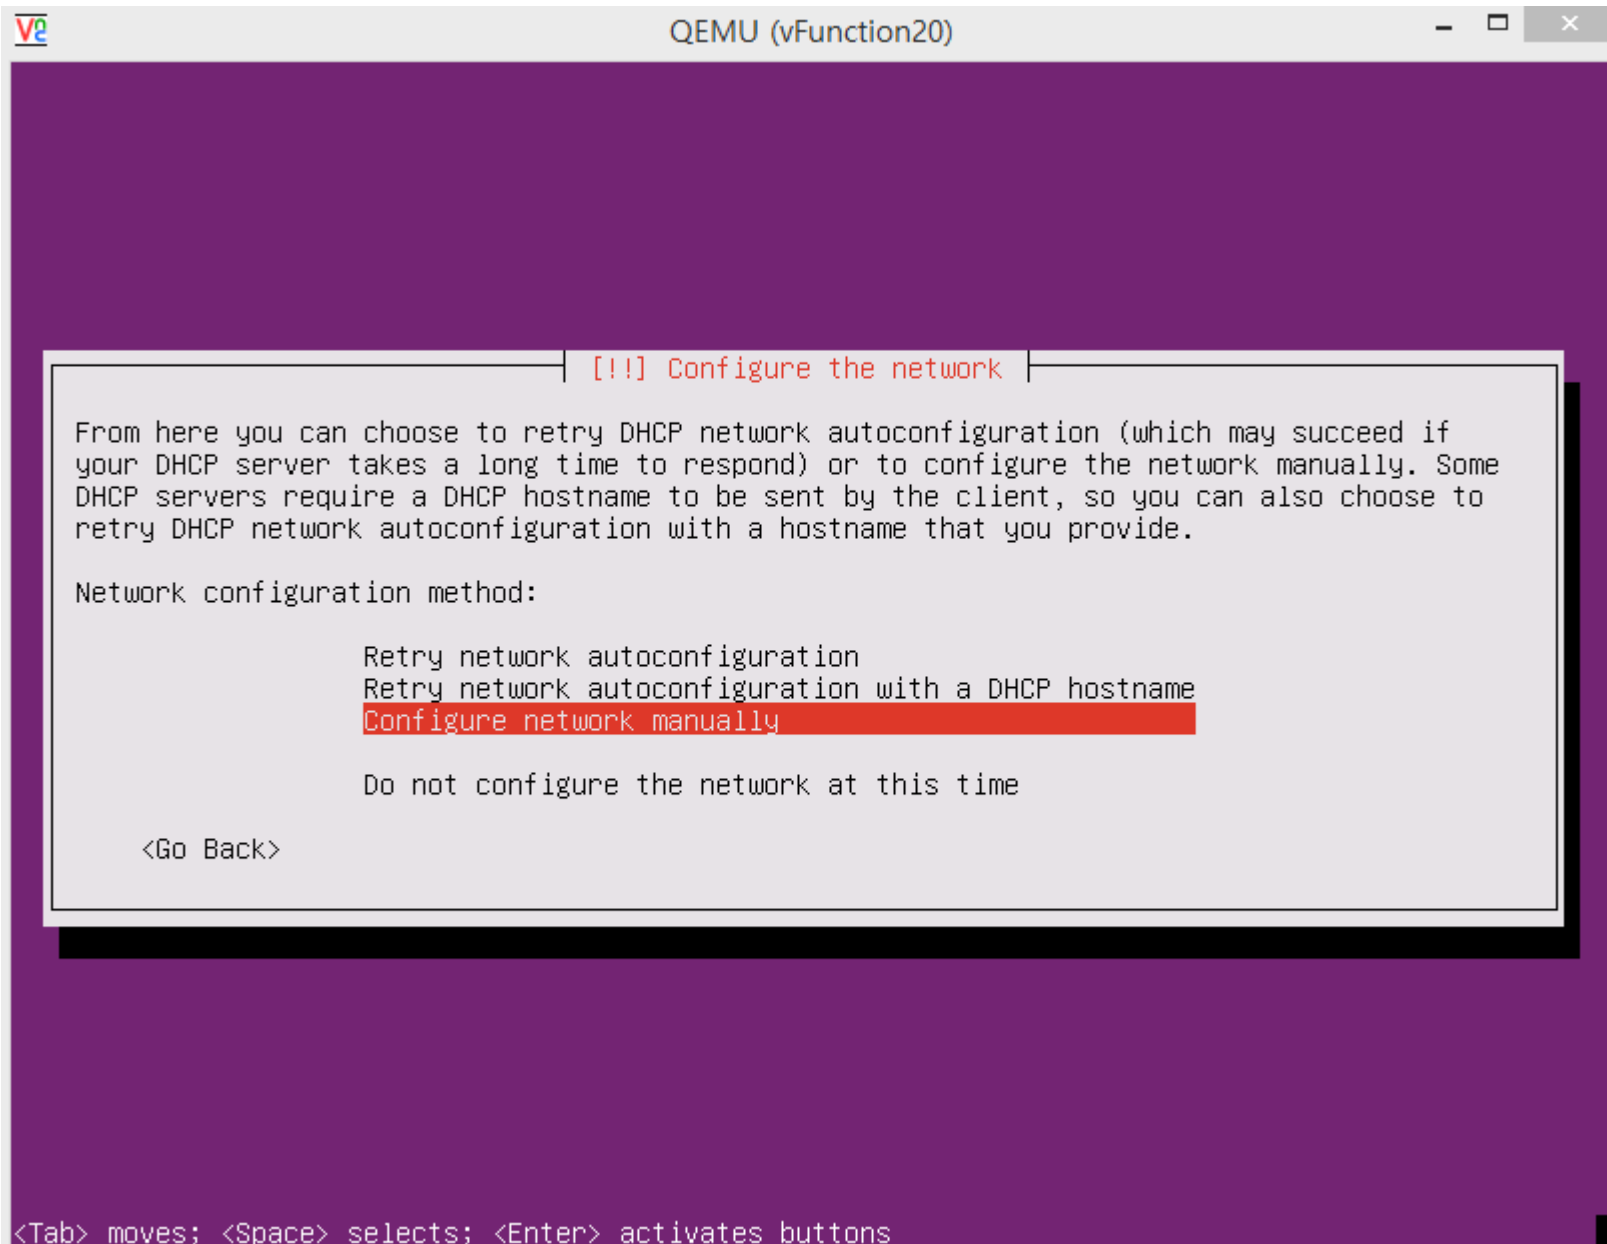 QEMU (vFunction20)
[!!] Configure the network
From here you can choose to retry DHCP network autoconfiguration (which may succeed if
your DHCP server takes a long time to respond) or to configure the network manually. Some
DHCP servers require a DHCP hostname to be sent by the client, so you can also choose to
retry DHCP network autoconfiguration with a hostname that you provide.
Network configuration method:
Retry network autoconfiguration
Retry network autoconfiguration with a DHCP hostname
Configure network manually
Do not configure the network at this time
<Go Back>
<Tab> moves; <Space> selects; <Enter> activates buttons